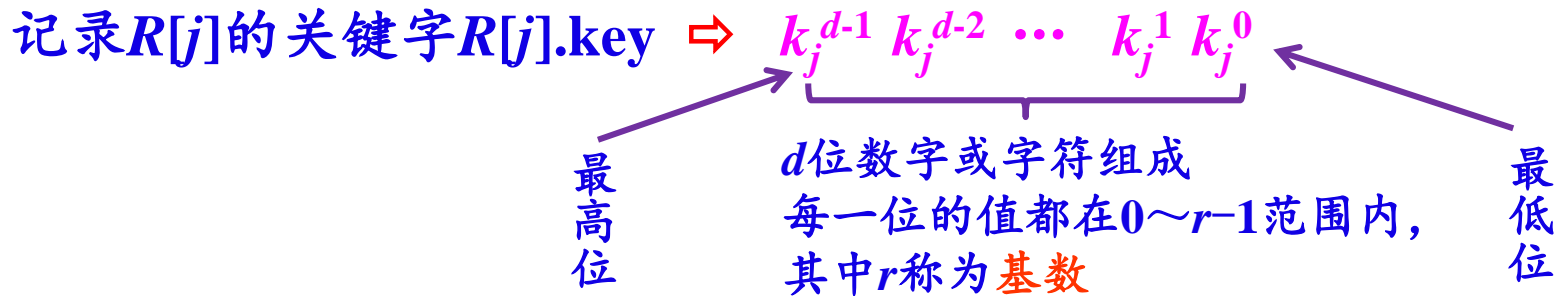 记录R[j]的关键字R[j].key ⇨ k_j^{d-1} k_j^{d-2} ··· k_j^1 k_j^0
最高位
d位数字或字符组成
每一位的值都在0～r−1范围内，
其中r称为基数
最低位